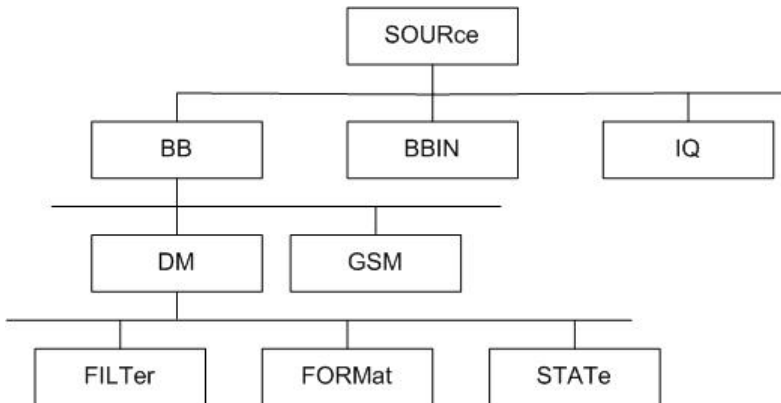 SOURce
BB
BBIN
IQ
DM
GSM
FILTer
FORMat
STATe